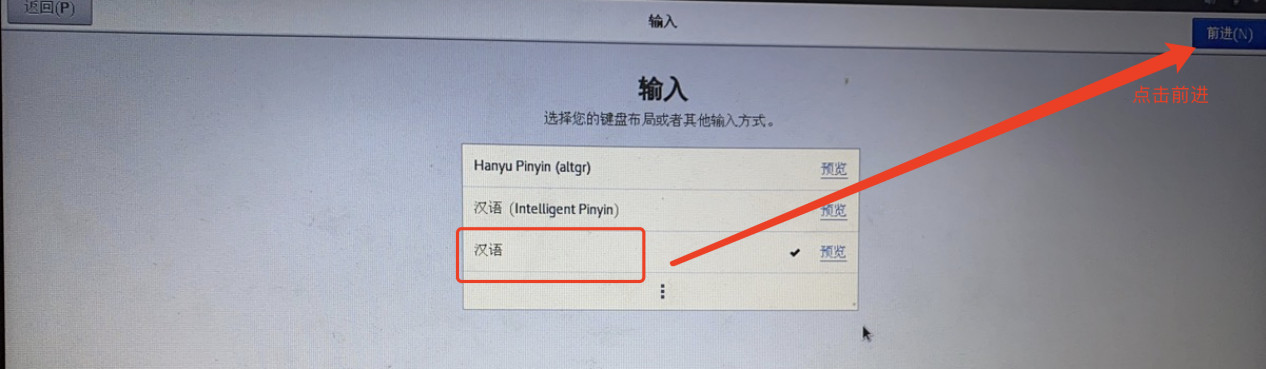 返回(P)
输入
前进(N)
输入
点击前进
选择您的键盘布局或者其他输入方式。
Hanyu Pinyin (altgr)
预览
汉语（Intelligent Pinyin）
预览
汉语
预览